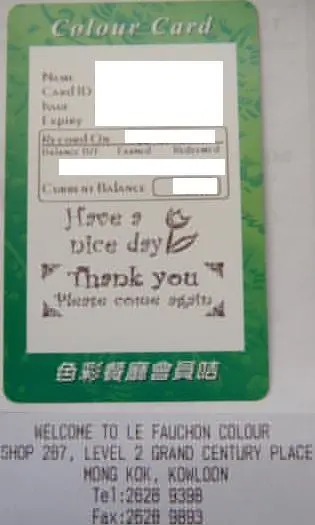 Colour Card
Name
Card ID
Issue
Expiry
Record On
Balance B/F Earned Redeemed
Current Balance
Have a
nice day
Thank you
Please come again
色彩餐廳會員咭
WELCOME TO LE FAUCHON COLOUR
SHOP 287, LEVEL 2 GRAND CENTURY PLACE
MONG KOK, KOWLOON
Tel:2628 9398
Fax:2628 9893